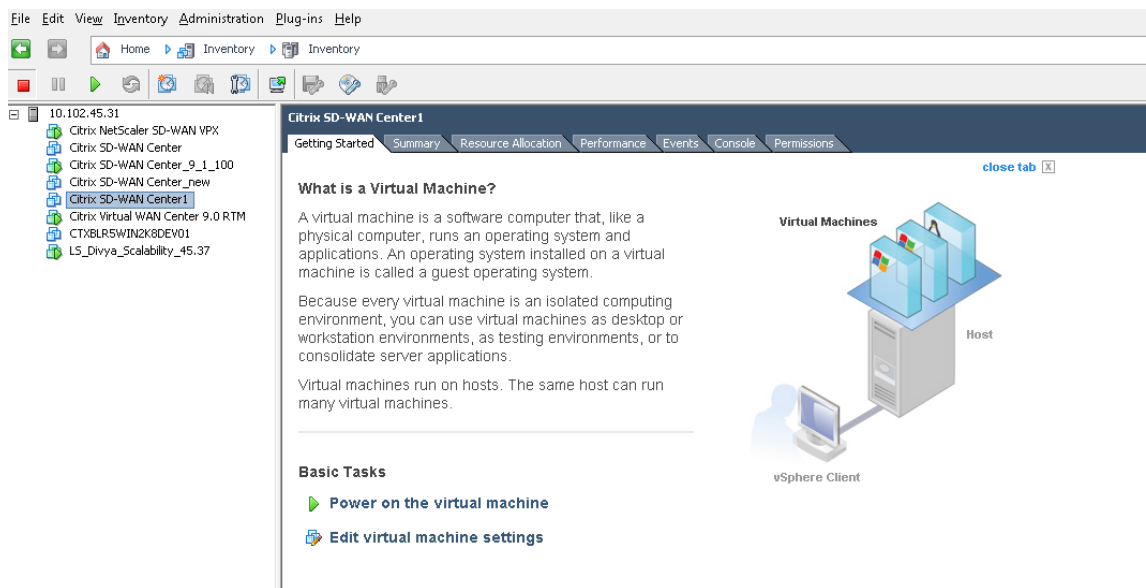 File Edit View Inventory Administration Plug-ins Help
Home Inventory Inventory
10.102.45.31
Citrix NetScaler SD-WAN VPX
Citrix SD-WAN Center
Citrix SD-WAN Center_9_1_100
Citrix SD-WAN Center_new
Citrix SD-WAN Center1
Citrix Virtual WAN Center 9.0 RTM
CTXBLR5WIN2K8DEV01
LS_Divya_Scalability_45.37
Citrix SD-WAN Center1
Getting Started Summary Resource Allocation Performance Events Console Permissions
close tab X
What is a Virtual Machine?
A virtual machine is a software computer that, like a
physical computer, runs an operating system and
applications. An operating system installed on a virtual
machine is called a guest operating system.
Because every virtual machine is an isolated computing
environment, you can use virtual machines as desktop or
workstation environments, as testing environments, or to
consolidate server applications.
Virtual machines run on hosts. The same host can run
many virtual machines.
Basic Tasks
Power on the virtual machine
Edit virtual machine settings
Virtual Machines
Host
vSphere Client